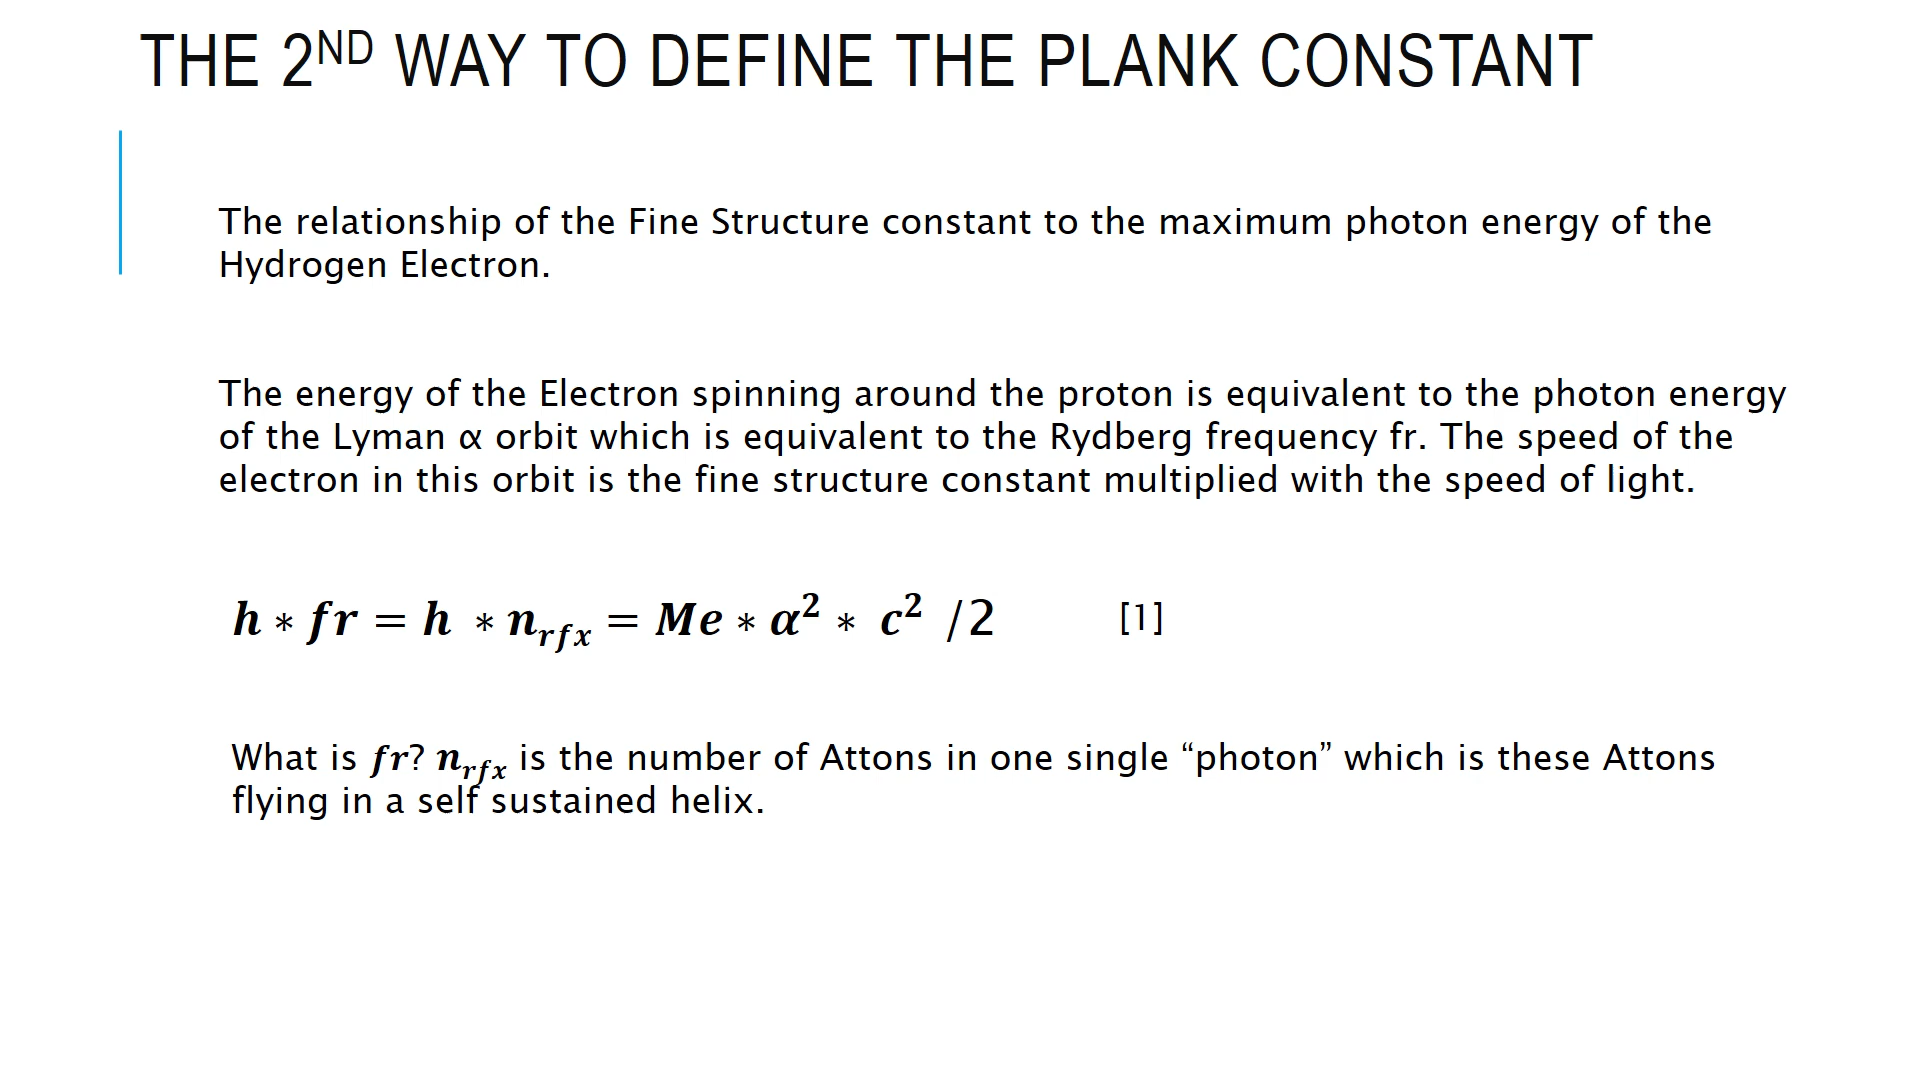 THE 2ND WAY TO DEFINE THE PLANK CONSTANT
The relationship of the Fine Structure constant to the maximum photon energy of the
Hydrogen Electron.
The energy of the Electron spinning around the proton is equivalent to the photon energy
of the Lyman α orbit which is equivalent to the Rydberg frequency fr. The speed of the
electron in this orbit is the fine structure constant multiplied with the speed of light.
h * fr = h * n_rfx = Me * α² * c² /2 [1]
What is fr? n_rfx is the number of Attons in one single “photon” which is these Attons
flying in a self sustained helix.